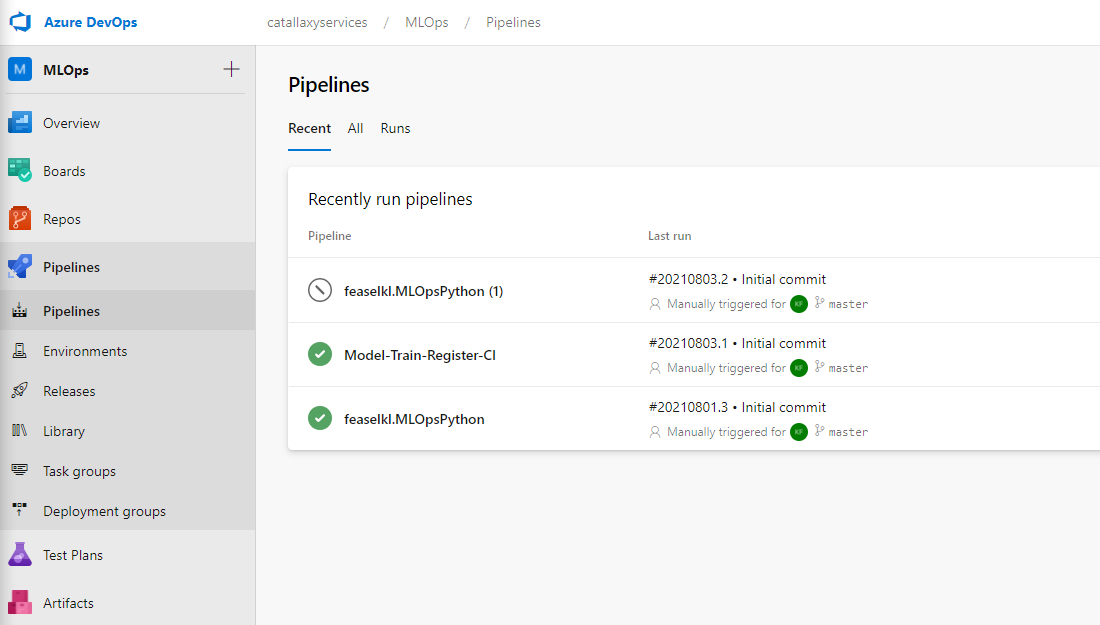 Azure DevOps
catallaxyservices / MLOps / Pipelines
M MLOps
Overview
Boards
Repos
Pipelines
Pipelines
Environments
Releases
Library
Task groups
Deployment groups
Test Plans
Artifacts
Pipelines
Recent All Runs
Recently run pipelines
Pipeline Last run
feaselkl.MLOpsPython (1)
#20210803.2 • Initial commit
Manually triggered for KF master
Model-Train-Register-CI
#20210803.1 • Initial commit
Manually triggered for KF master
feaselkl.MLOpsPython
#20210801.3 • Initial commit
Manually triggered for KF master